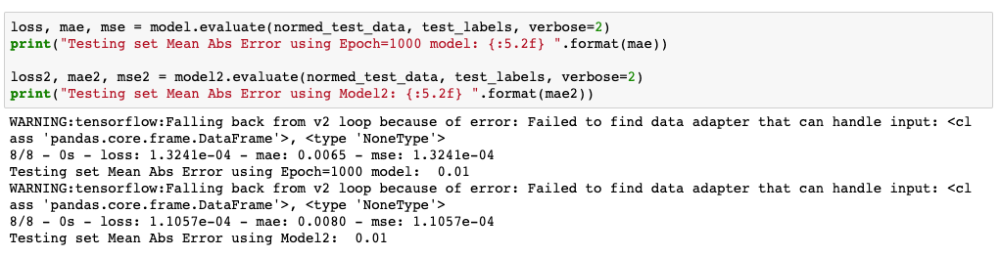 loss, mae, mse = model.evaluate(normed_test_data, test_labels, verbose=2)
print("Testing set Mean Abs Error using Epoch=1000 model: {:5.2f} ".format(mae))
loss2, mae2, mse2 = model2.evaluate(normed_test_data, test_labels, verbose=2)
print("Testing set Mean Abs Error using Model2: {:5.2f} ".format(mae2))
WARNING:tensorflow:Falling back from v2 loop because of error: Failed to find data adapter that can handle input: <cl
ass 'pandas.core.frame.DataFrame'>, <type 'NoneType'>
8/8 - 0s - loss: 1.3241e-04 - mae: 0.0065 - mse: 1.3241e-04
Testing set Mean Abs Error using Epoch=1000 model:  0.01
WARNING:tensorflow:Falling back from v2 loop because of error: Failed to find data adapter that can handle input: <cl
ass 'pandas.core.frame.DataFrame'>, <type 'NoneType'>
8/8 - 0s - loss: 1.1057e-04 - mae: 0.0080 - mse: 1.1057e-04
Testing set Mean Abs Error using Model2:  0.01